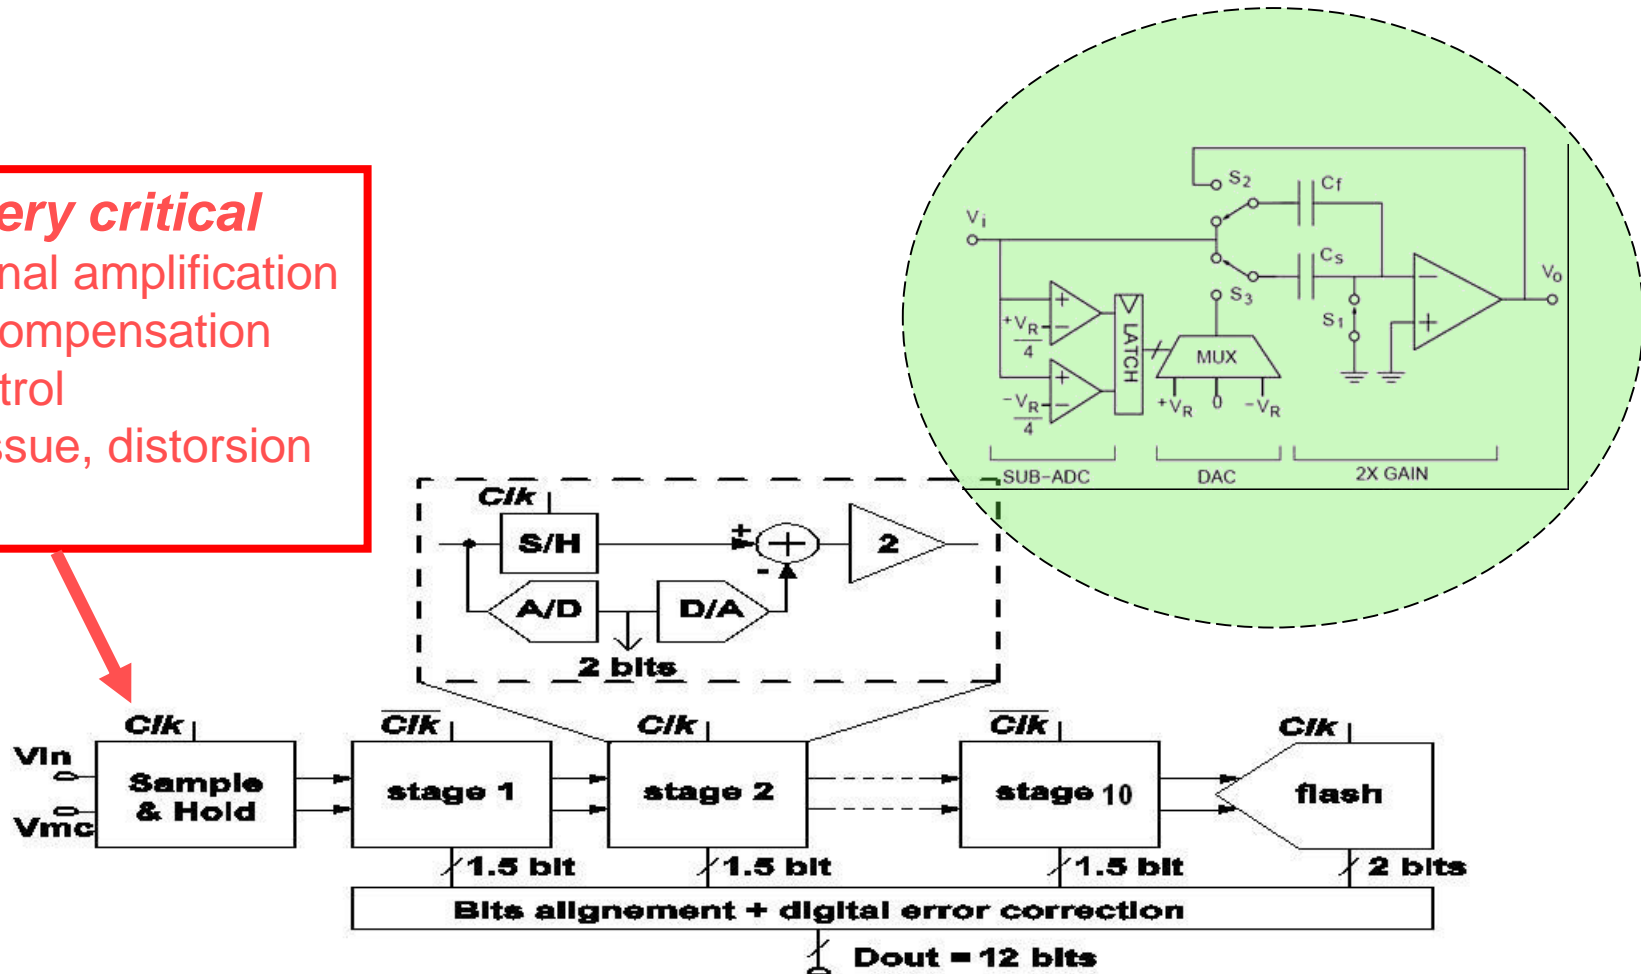 ery critical
nal amplification
ompensation
trol
ssue, distorsion
S2
Cf
Vi
Cs
Vo
S3
S1
+
−
+VR
4
+
−
−VR
4
LATCH
MUX
+VR 0 −VR
−
+
SUB−ADC DAC 2X GAIN
Clk
S/H
+
+
-
2
A/D
D/A
2 bits
Clk
Clk
Clk
Clk
Clk
Vin
Vmc
Sample
& Hold
stage 1
stage 2
stage 10
flash
1.5 bit
1.5 bit
1.5 bit
2 bits
Bits alignement + digital error correction
Dout = 12 bits